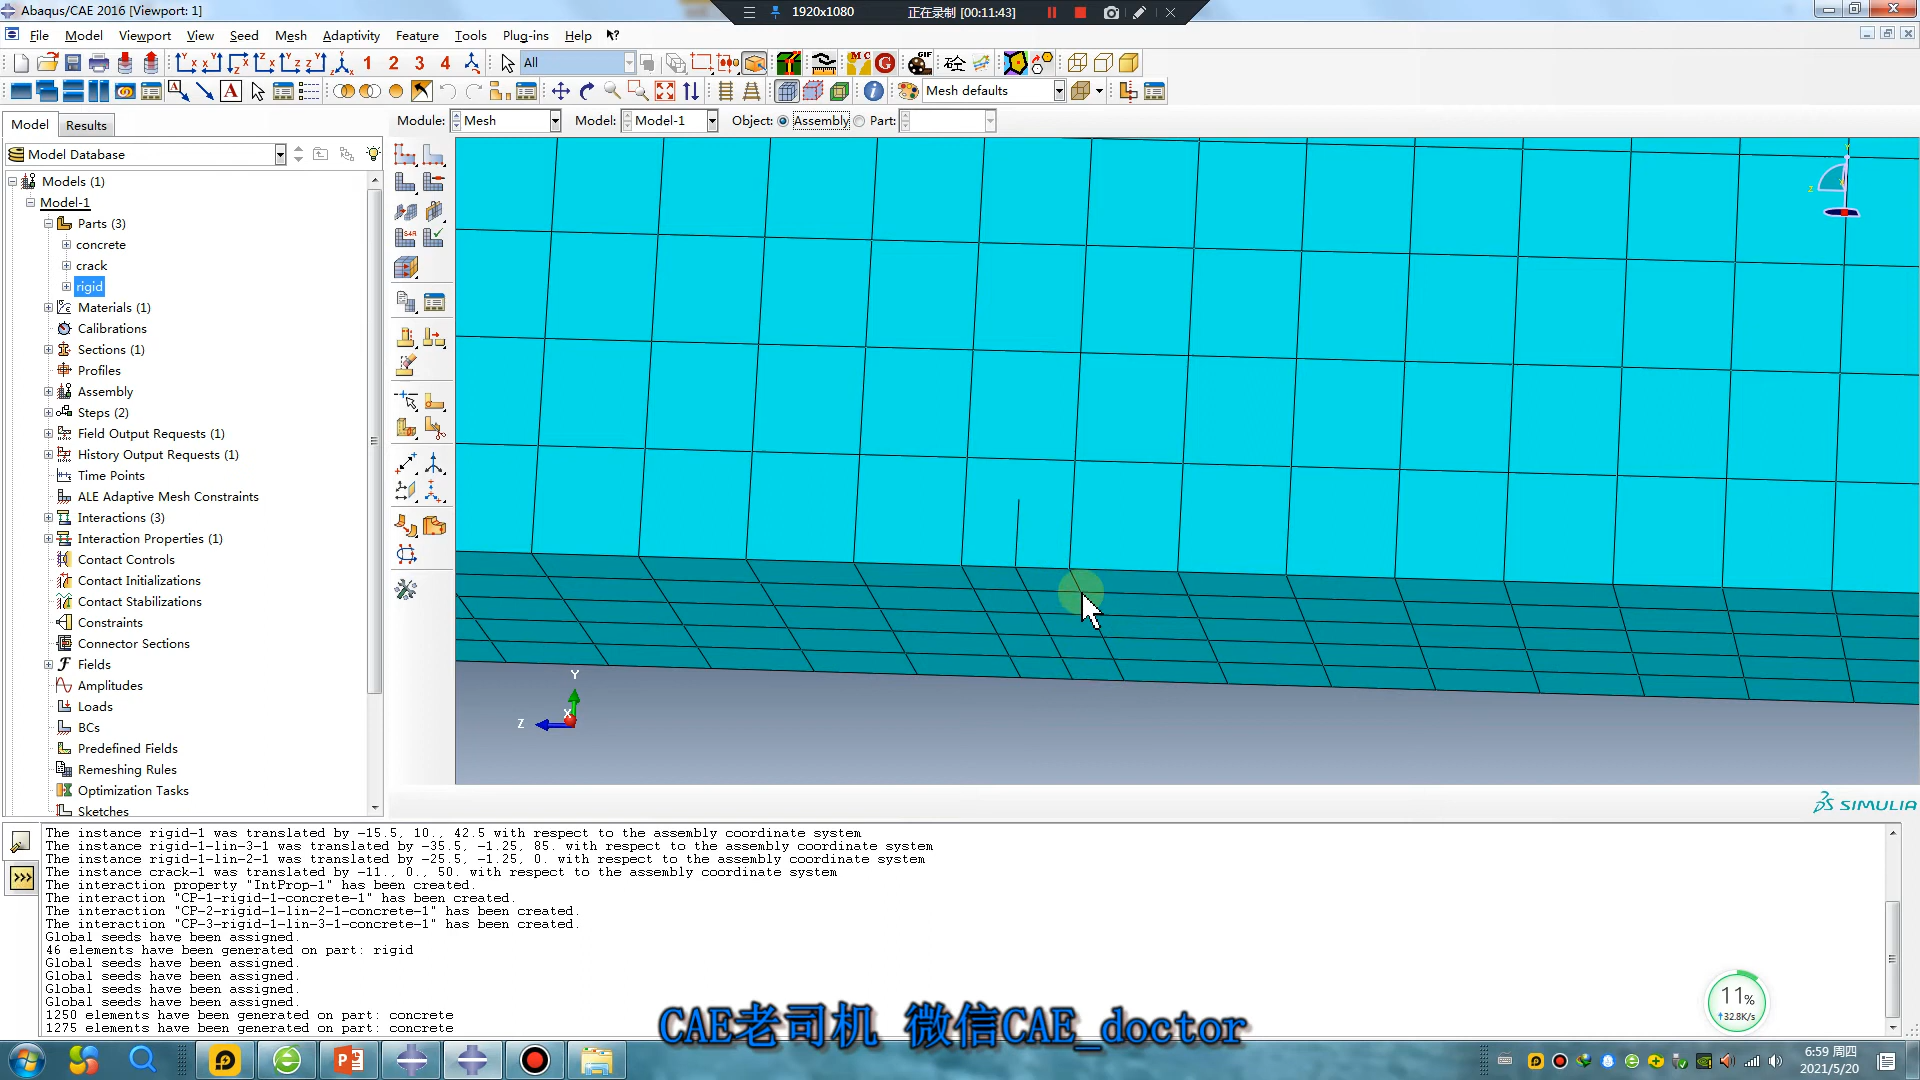 Abaqus/CAE 2016 [Viewport: 1]
1920x1080
正在录制 [00:11:43]
File Model Viewport View Seed Mesh Adaptivity Feature Tools Plug-ins Help
1 2 3 4 All
Mesh defaults
Model Results
Module: Mesh Model: Model-1 Object: Assembly Part:
Model Database
Models (1)
Model-1
Parts (3)
concrete
crack
rigid
Materials (1)
Calibrations
Sections (1)
Profiles
Assembly
Steps (2)
Field Output Requests (1)
History Output Requests (1)
Time Points
ALE Adaptive Mesh Constraints
Interactions (3)
Interaction Properties (1)
Contact Controls
Contact Initializations
Contact Stabilizations
Constraints
Connector Sections
Fields
Amplitudes
Loads
BCs
Predefined Fields
Remeshing Rules
Optimization Tasks
Sketches
Y
Z
X
SIMULIA
The instance rigid-1 was translated by -15.5, 10., 42.5 with respect to the assembly coordinate system
The instance rigid-1-lin-3-1 was translated by -35.5, -1.25, 85. with respect to the assembly coordinate system
The instance rigid-1-lin-2-1 was translated by -25.5, -1.25, 0. with respect to the assembly coordinate system
The instance crack-1 was translated by -11., 0., 50. with respect to the assembly coordinate system
The interaction property "IntProp-1" has been created.
The interaction "CP-1-rigid-1-concrete-1" has been created.
The interaction "CP-2-rigid-1-lin-2-1-concrete-1" has been created.
The interaction "CP-3-rigid-1-lin-3-1-concrete-1" has been created.
Global seeds have been assigned.
46 elements have been generated on part: rigid
Global seeds have been assigned.
Global seeds have been assigned.
Global seeds have been assigned.
Global seeds have been assigned.
1250 elements have been generated on part: concrete
1275 elements have been generated on part: concrete
11%
32.8K/s
CAE老司机 微信CAE_doctor
6:59 周四
2021/5/20